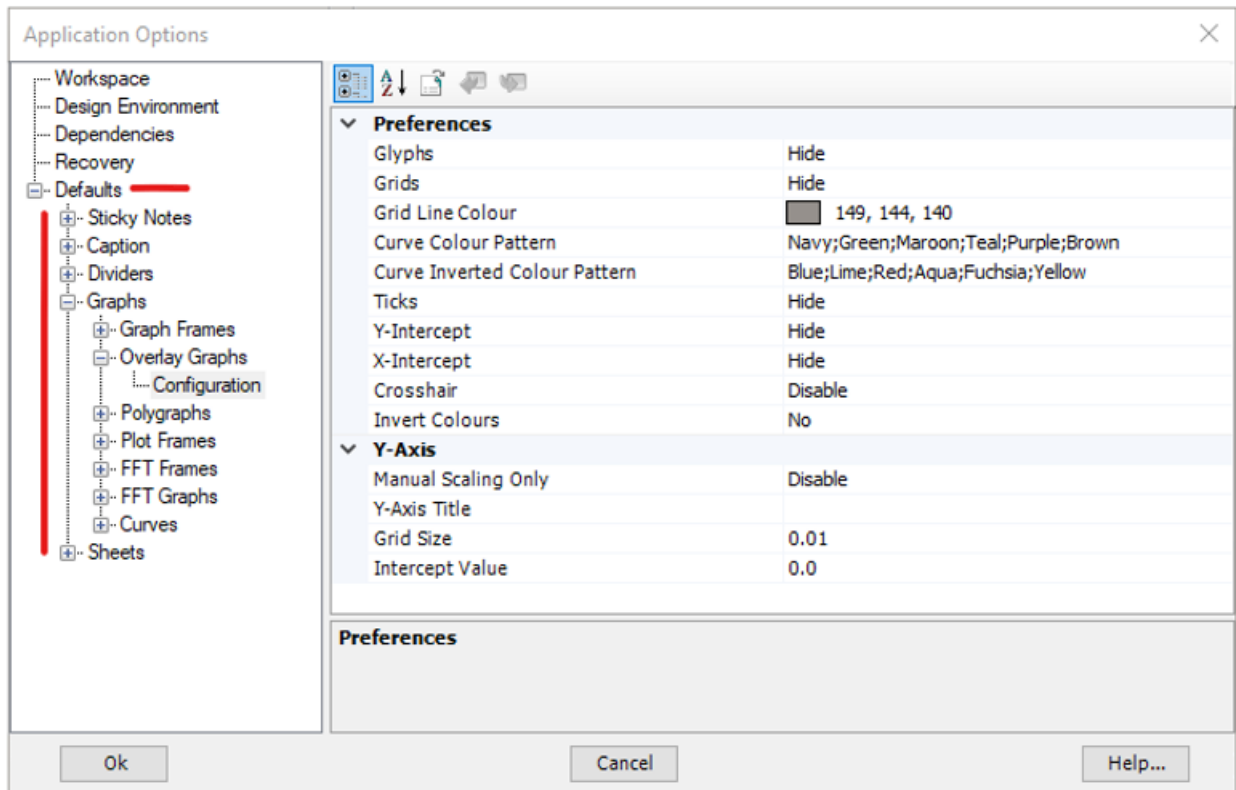 Application Options
Workspace
Design Environment
Dependencies
Recovery
Defaults
Sticky Notes
Caption
Dividers
Graphs
Graph Frames
Overlay Graphs
Configuration
Polygraphs
Plot Frames
FFT Frames
FFT Graphs
Curves
Sheets
A
Z
Preferences
Glyphs Hide
Grids Hide
Grid Line Colour 149, 144, 140
Curve Colour Pattern Navy;Green;Maroon;Teal;Purple;Brown
Curve Inverted Colour Pattern Blue;Lime;Red;Aqua;Fuchsia;Yellow
Ticks Hide
Y-Intercept Hide
X-Intercept Hide
Crosshair Disable
Invert Colours No
Y-Axis
Manual Scaling Only Disable
Y-Axis Title
Grid Size 0.01
Intercept Value 0.0
Preferences
Ok Cancel Help...